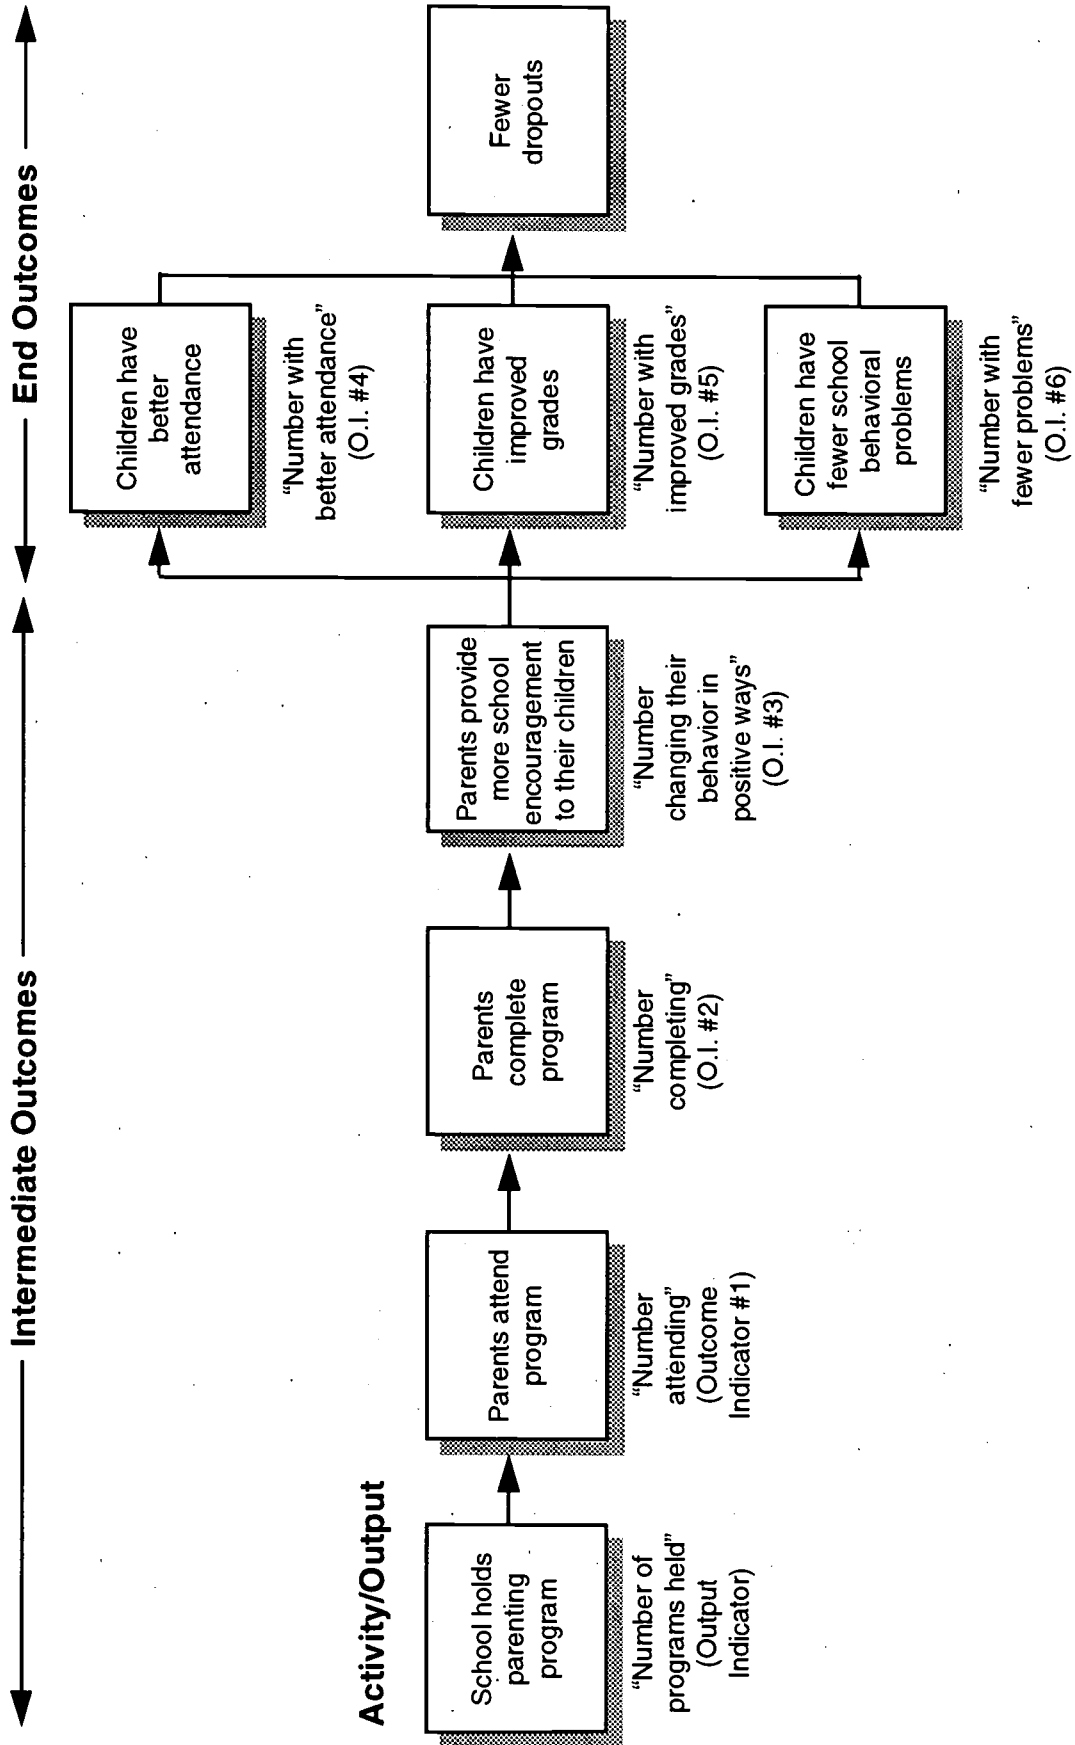 Intermediate Outcomes
End Outcomes
Activity/Output
School holds
parenting
program
“Number of
programs held”
(Output
Indicator)
Parents attend
program
“Number
attending”
(Outcome
Indicator #1)
Parents
complete
program
“Number
completing”
(O.I. #2)
Parents provide
more school
encouragement
to their children
“Number
changing their
behavior in
positive ways”
(O.I. #3)
Children have
better
attendance
“Number with
better attendance”
(O.I. #4)
Children have
improved
grades
“Number with
improved grades”
(O.I. #5)
Children have
fewer school
behavioral
problems
“Number with
fewer problems”
(O.I. #6)
Fewer
dropouts